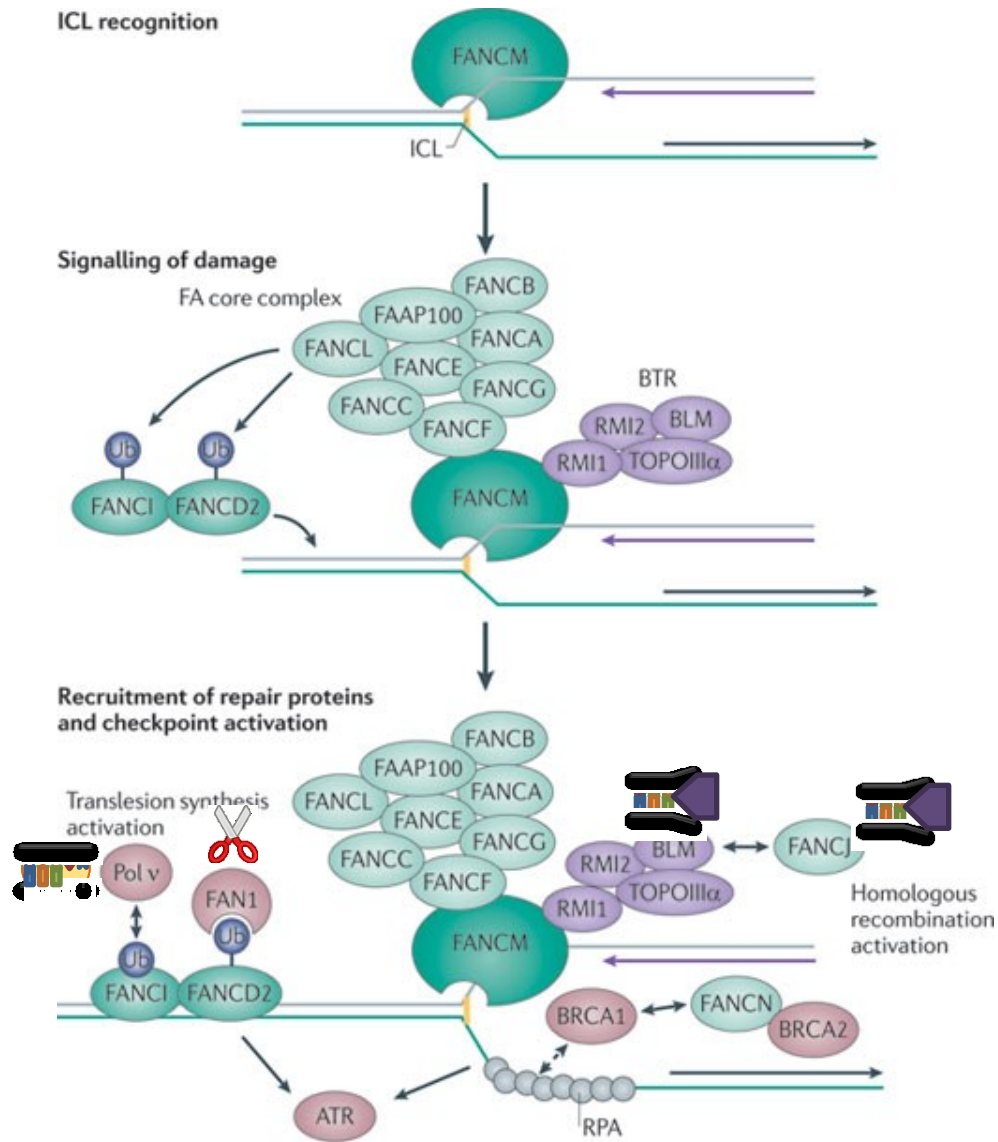 ICL recognition
FANCM
ICL
Signalling of damage
FA core complex
FANCB
FAAP100
FANCL
FANCA
FANCE
BTR
FANCC
FANCG
RMI2
BLM
FANCF
Ub
Ub
RMI1
TOPOIIIα
FANCI
FANCD2
FANCM
Recruitment of repair proteins
and checkpoint activation
FANCB
FAAP100
FANCL
FANCA
Translesion synthesis
activation
FANCE
FANCG
FANCJ
FANCC
RMI2
BLM
Pol ν
FANCF
TOPOIIIα
FAN1
RMI1
Homologous
recombination
activation
Ub
Ub
FANCM
FANCI
FANCD2
BRCA1
FANCN
BRCA2
ATR
RPA